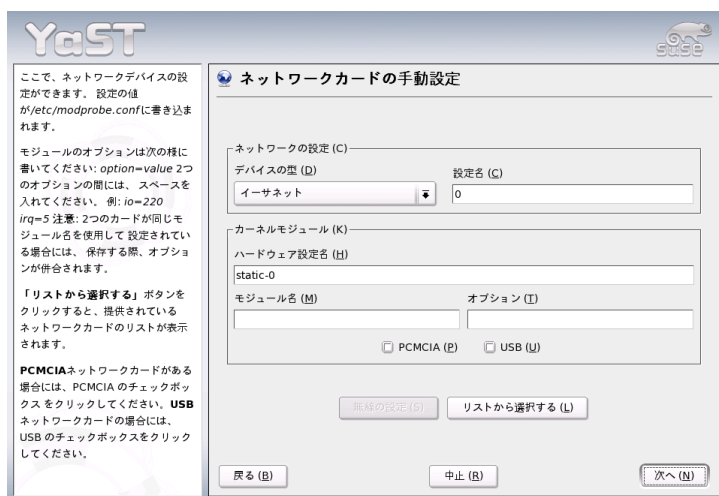 YaST
SuSE
ここで、ネットワークデバイスの設
定ができます。 設定の値
が/etc/modprobe.confに書き込ま
れます。
モジュールのオプションは次の様に
書いてください: option=value 2つ
のオプションの間には、 スペースを
入れてください。 例: io=220
irq=5 注意: 2つのカードが同じモ
ジュール名を使用して 設定されてい
る場合には、 保存する際、オプショ
ンが併合されます。
「リストから選択する」ボタンを
クリックすると、提供されている
ネットワークカードのリストが表示
されます。
PCMCIAネットワークカードがある
場合には、PCMCIA のチェックボッ
クス をクリックしてください。USB
ネットワークカードの場合には、
USB のチェックボックスをクリック
してください。
ネットワークカードの手動設定
ネットワークの設定 (C)
デバイスの型 (D)
イーサネット
設定名 (C)
0
カーネルモジュール (K)
ハードウェア設定名 (H)
static-0
モジュール名 (M)
オプション (T)
PCMCIA (P)
USB (U)
無線の設定 (S)
リストから選択する (L)
戻る (B)
中止 (R)
次へ (N)